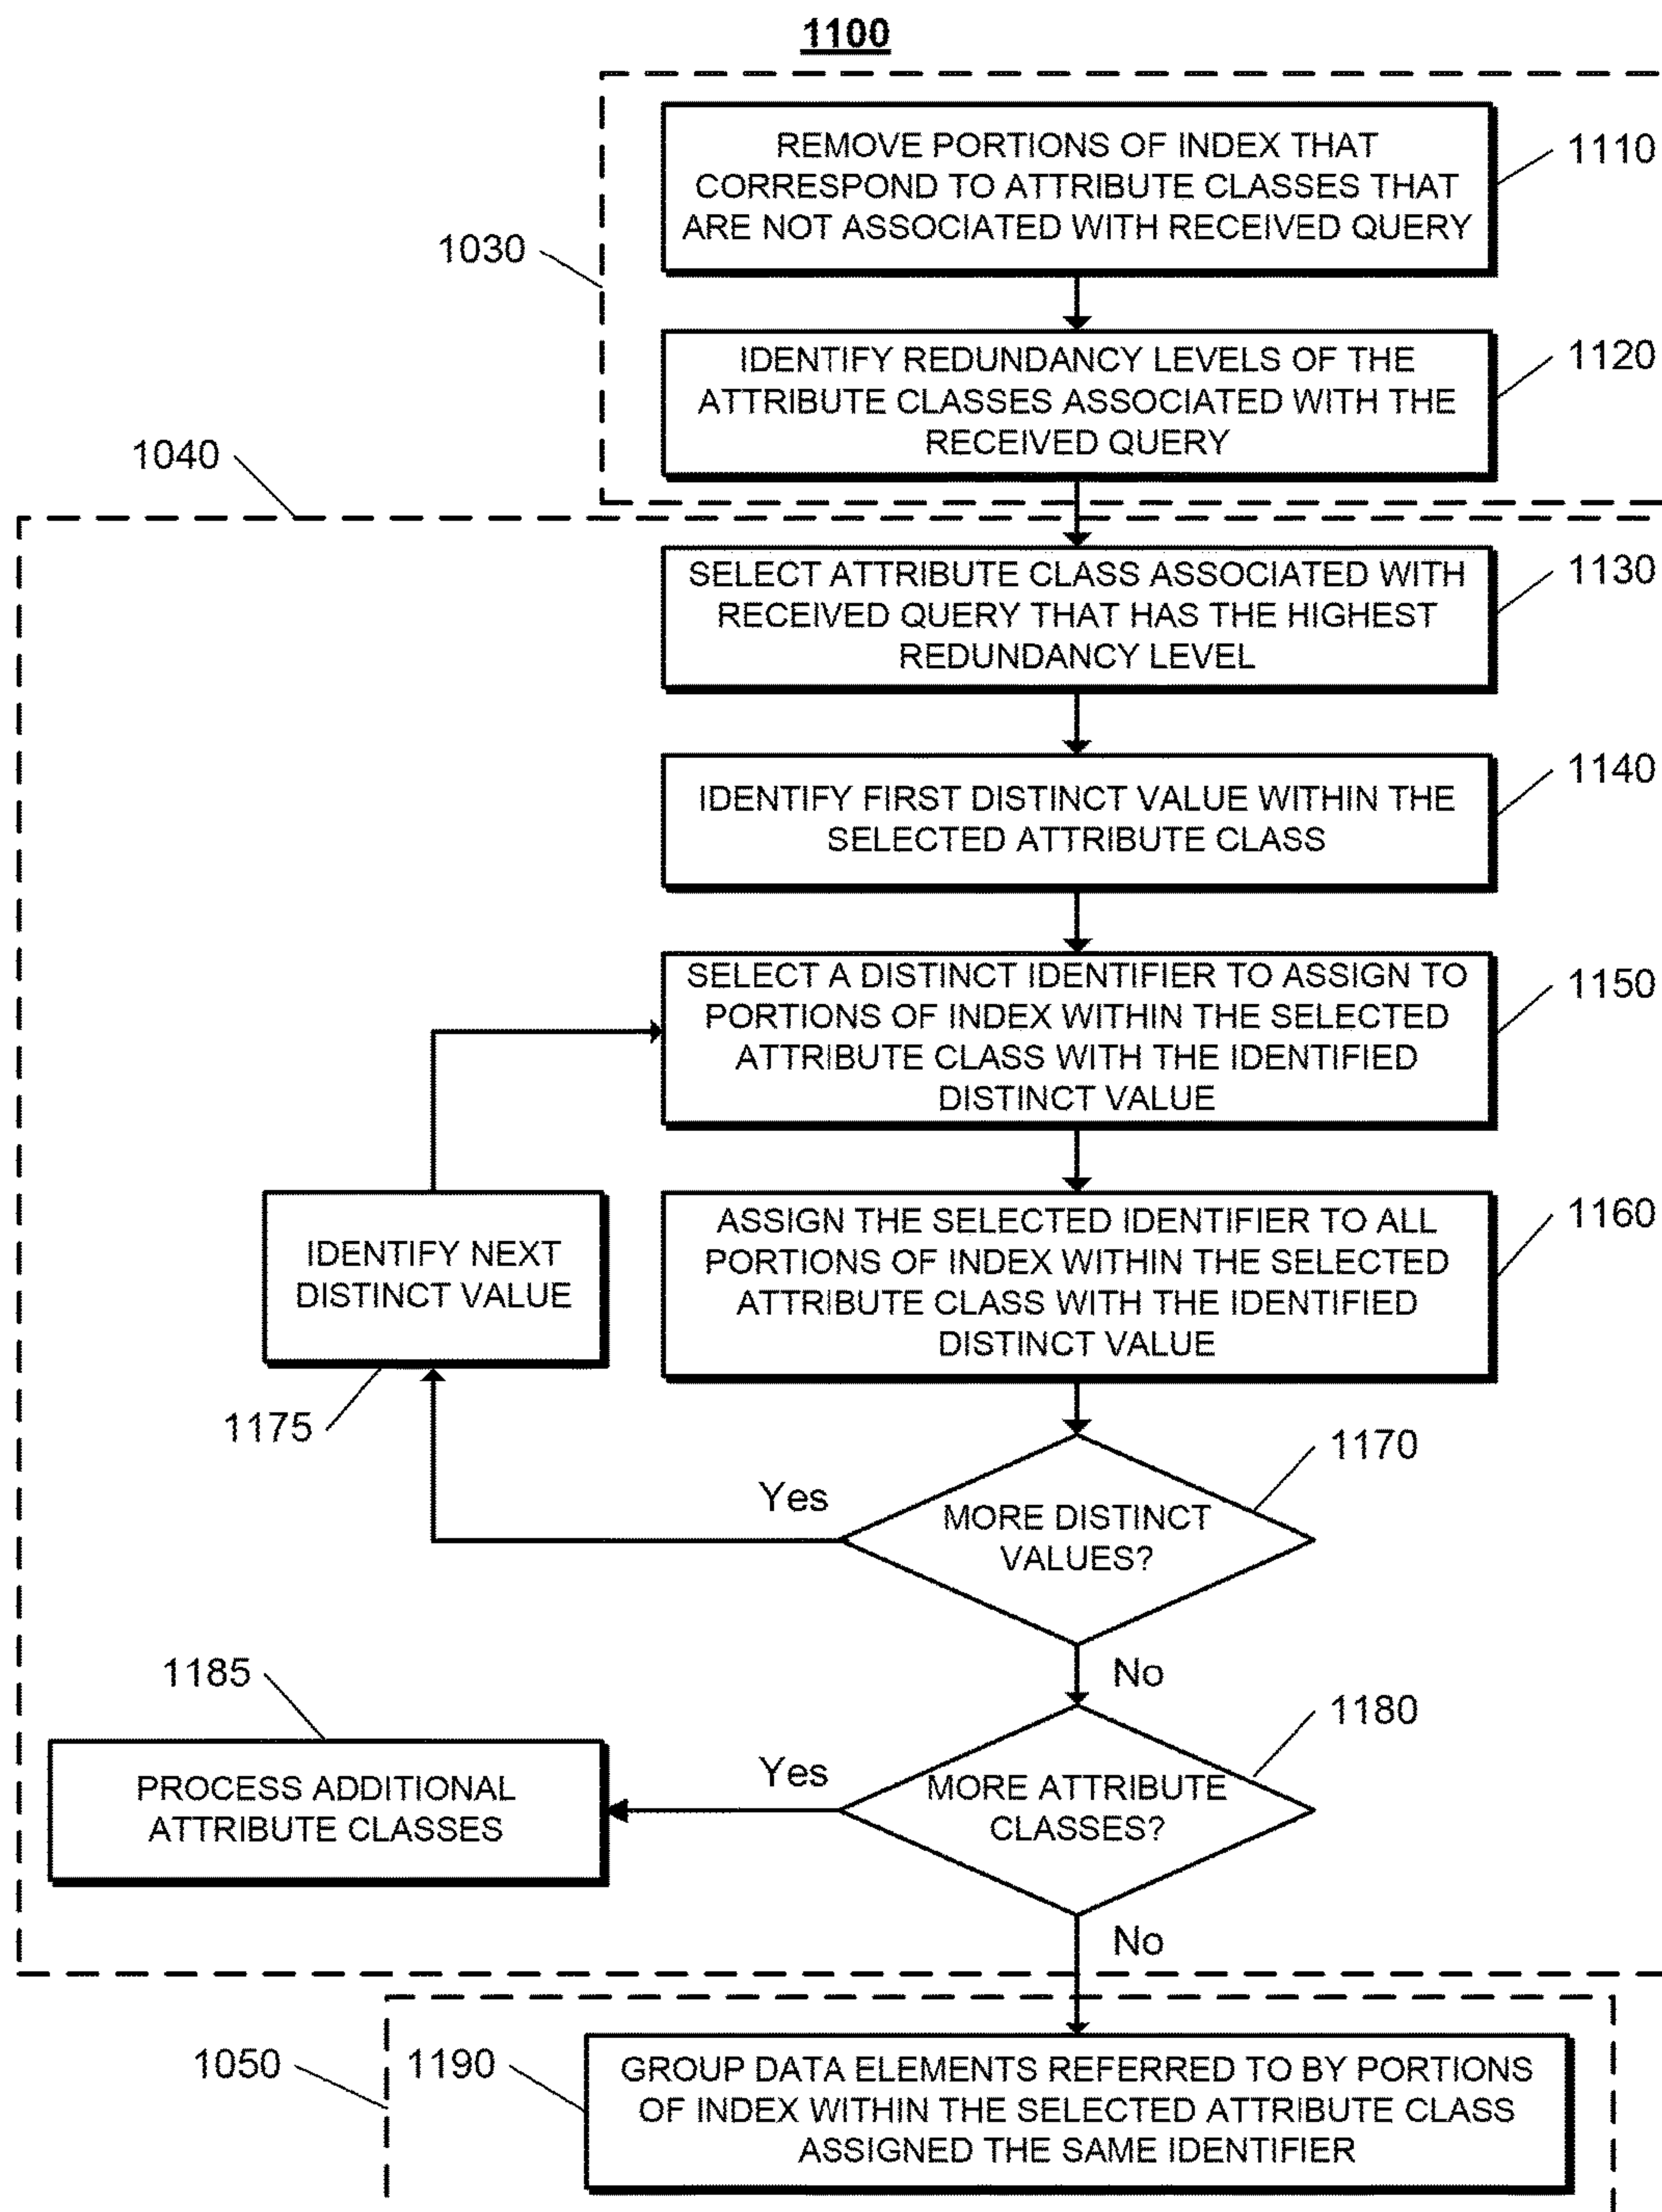 1100
REMOVE PORTIONS OF INDEX THAT
CORRESPOND TO ATTRIBUTE CLASSES THAT
ARE NOT ASSOCIATED WITH RECEIVED QUERY
1110
1030
IDENTIFY REDUNDANCY LEVELS OF THE
ATTRIBUTE CLASSES ASSOCIATED WITH THE
RECEIVED QUERY
1120
1040
SELECT ATTRIBUTE CLASS ASSOCIATED WITH
RECEIVED QUERY THAT HAS THE HIGHEST
REDUNDANCY LEVEL
1130
IDENTIFY FIRST DISTINCT VALUE WITHIN THE
SELECTED ATTRIBUTE CLASS
1140
SELECT A DISTINCT IDENTIFIER TO ASSIGN TO
PORTIONS OF INDEX WITHIN THE SELECTED
ATTRIBUTE CLASS WITH THE IDENTIFIED
DISTINCT VALUE
1150
ASSIGN THE SELECTED IDENTIFIER TO ALL
PORTIONS OF INDEX WITHIN THE SELECTED
ATTRIBUTE CLASS WITH THE IDENTIFIED
DISTINCT VALUE
1160
IDENTIFY NEXT
DISTINCT VALUE
1175
1170
Yes
MORE DISTINCT
VALUES?
No
1185
1180
PROCESS ADDITIONAL
ATTRIBUTE CLASSES
Yes
MORE ATTRIBUTE
CLASSES?
No
1050
1190
GROUP DATA ELEMENTS REFERRED TO BY PORTIONS
OF INDEX WITHIN THE SELECTED ATTRIBUTE CLASS
ASSIGNED THE SAME IDENTIFIER